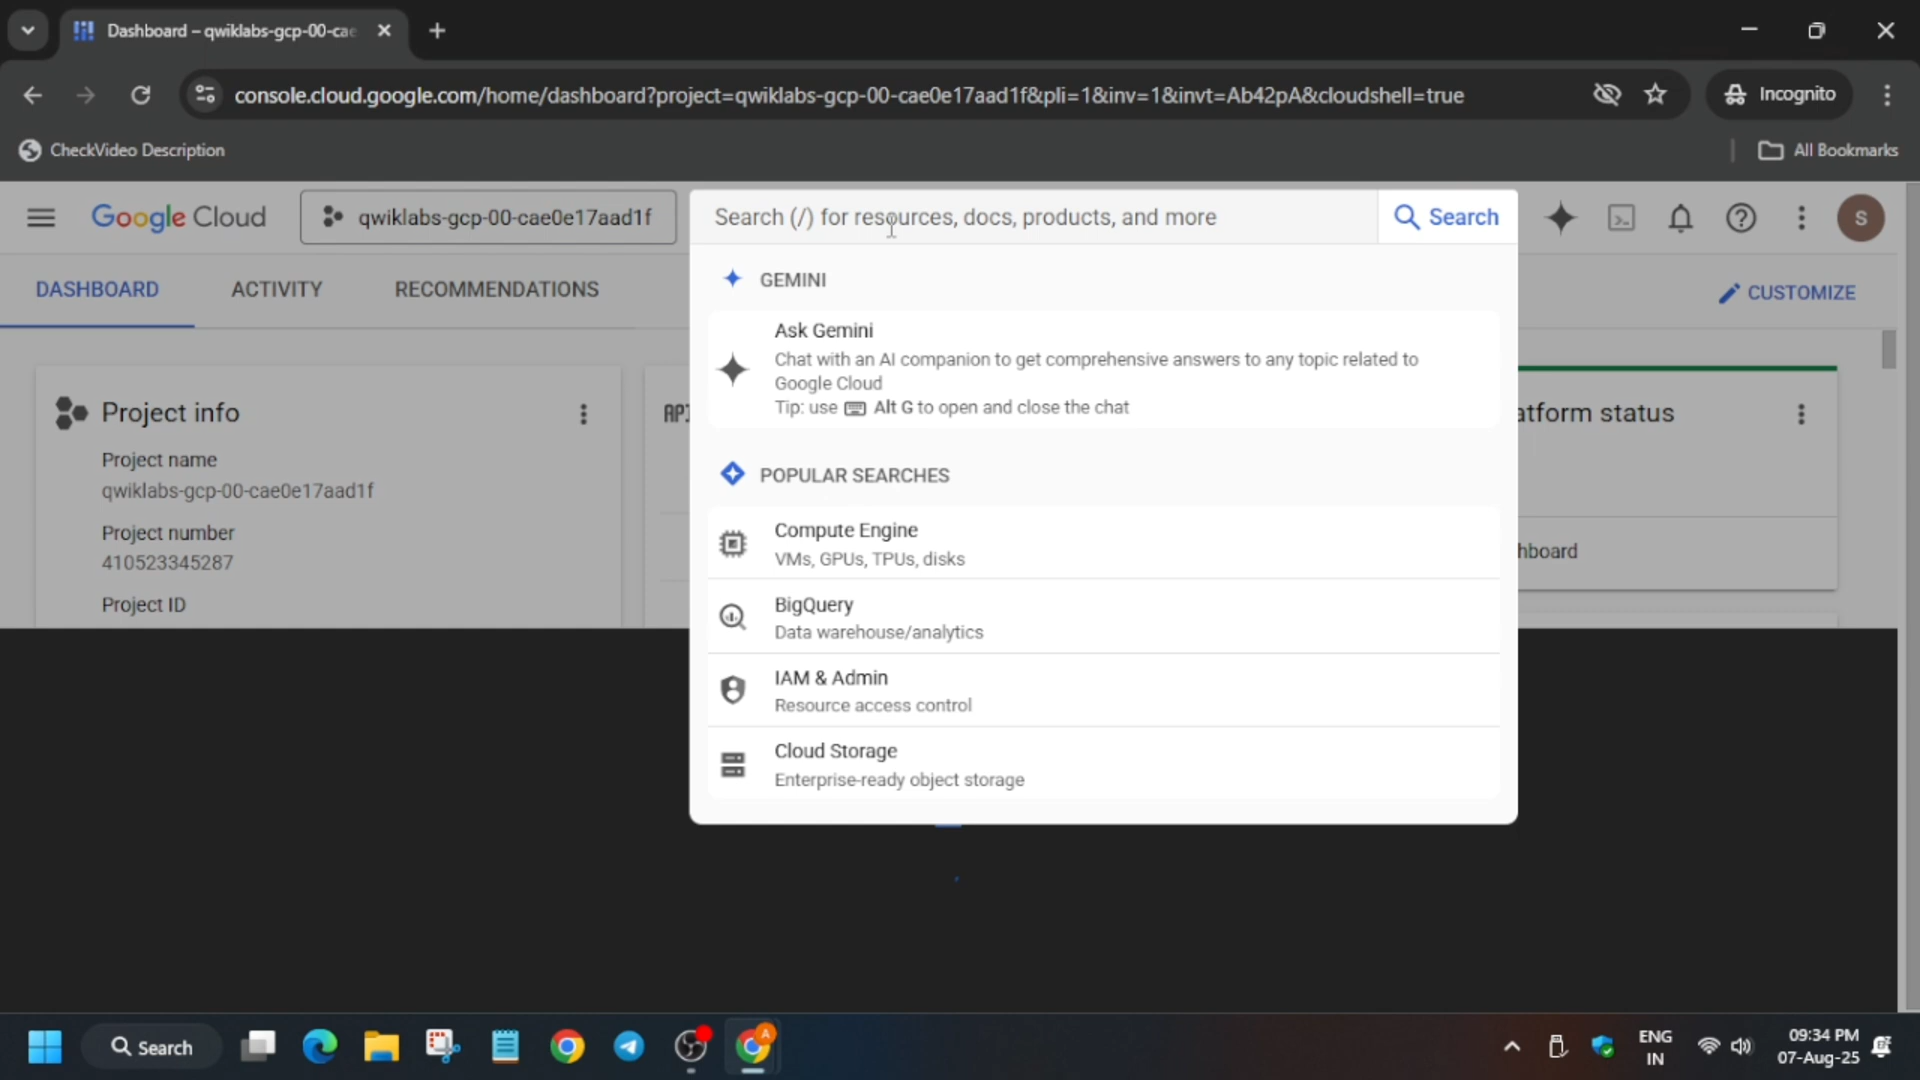 Dashboard – qwiklabs-gcp-00-cae
console.cloud.google.com/home/dashboard?project=qwiklabs-gcp-00-cae0e17aad1f&pli=1&inv=1&invt=Ab42pA&cloudshell=true
Incognito
CheckVideo Description
All Bookmarks
Google Cloud
qwiklabs-gcp-00-cae0e17aad1f
Search (/) for resources, docs, products, and more
Search
S
DASHBOARD
ACTIVITY
RECOMMENDATIONS
CUSTOMIZE
GEMINI
Ask Gemini
Chat with an AI companion to get comprehensive answers to any topic related to
Google Cloud
Tip: use Alt G to open and close the chat
Project info
API
atform status
Project name
qwiklabs-gcp-00-cae0e17aad1f
POPULAR SEARCHES
Project number
410523345287
Compute Engine
VMs, GPUs, TPUs, disks
hboard
Project ID
BigQuery
Data warehouse/analytics
IAM & Admin
Resource access control
Cloud Storage
Enterprise-ready object storage
Search
A
ENG
IN
09:34 PM
07-Aug-25